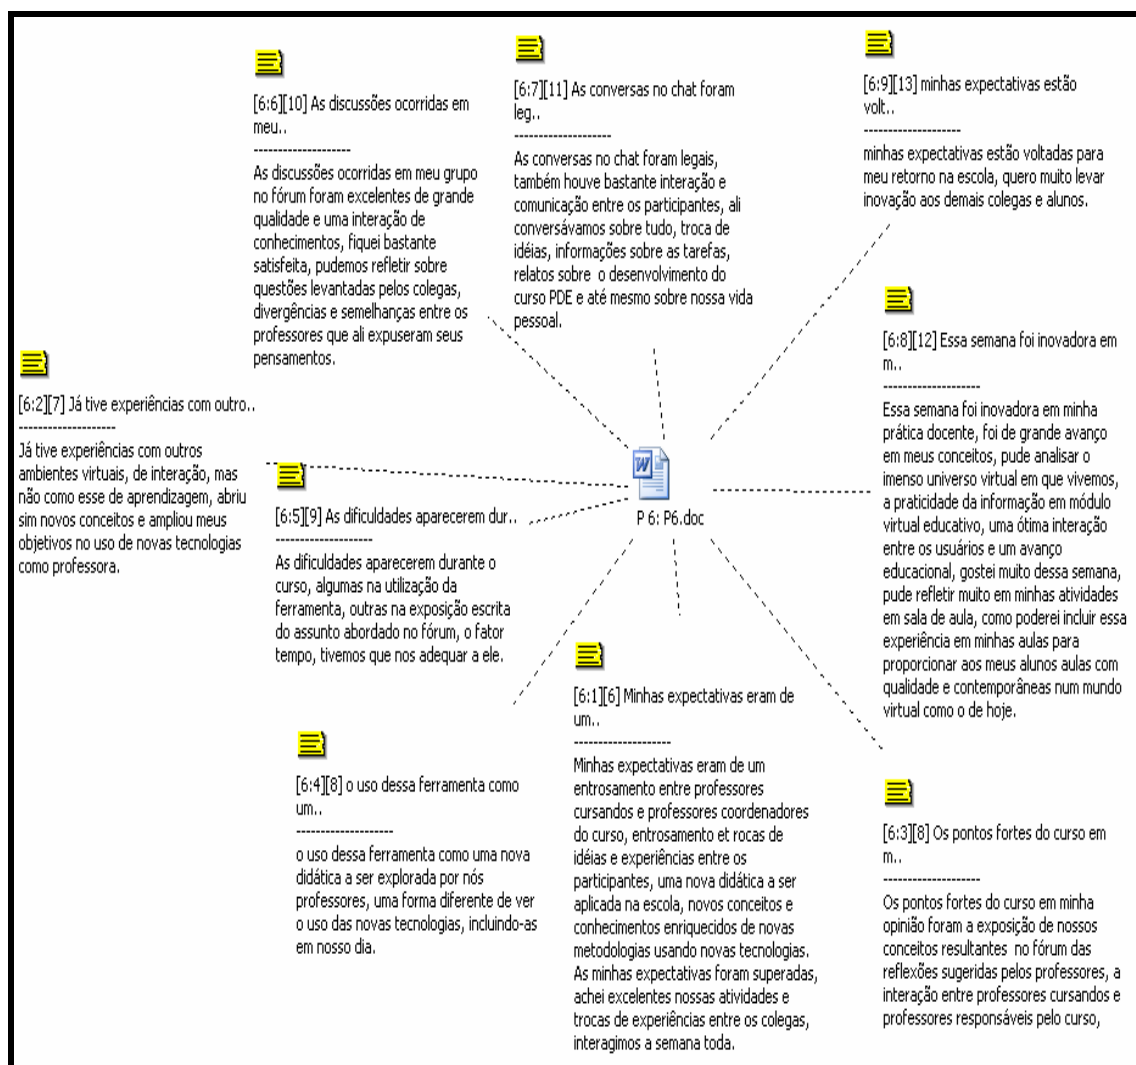 [6:6][10] As discussões ocorridas em
meu..
--------------------
As discussões ocorridas em meu grupo
no fórum foram excelentes de grande
qualidade e uma interação de
conhecimentos, fiquei bastante
satisfeita, pudemos refletir sobre
questões levantadas pelos colegas,
divergências e semelhanças entre os
professores que ali expuseram seus
pensamentos.
[6:7][11] As conversas no chat foram
leg..
--------------------
As conversas no chat foram legais,
também houve bastante interação e
comunicação entre os participantes, ali
conversávamos sobre tudo, troca de
idéias, informações sobre as tarefas,
relatos sobre o desenvolvimento do
curso PDE e até mesmo sobre nossa vida
pessoal.
[6:9][13] minhas expectativas estão
volt..
--------------------
minhas expectativas estão voltadas para
meu retorno na escola, quero muito levar
inovação aos demais colegas e alunos.
[6:8][12] Essa semana foi inovadora em
m..
--------------------
Essa semana foi inovadora em minha
prática docente, foi de grande avanço
em meus conceitos, pude analisar o
imenso universo virtual em que vivemos,
a praticidade da informação em módulo
virtual educativo, uma ótima interação
entre os usuários e um avanço
educacional, gostei muito dessa semana,
pude refletir muito em minhas atividades
em sala de aula, como poderei incluir essa
experiência em minhas aulas para
proporcionar aos meus alunos aulas com
qualidade e contemporâneas num mundo
virtual como o de hoje.
[6:2][7] Já tive experiências com outro..
--------------------
Já tive experiências com outros
ambientes virtuais, de interação, mas
não como esse de aprendizagem, abriu
sim novos conceitos e ampliou meus
objetivos no uso de novas tecnologias
como professora.
[6:5][9] As dificuldades aparecerem dur..
--------------------
As dificuldades aparecerem durante o
curso, algumas na utilização da
ferramenta, outras na exposição escrita
do assunto abordado no fórum, o fator
tempo, tivemos que nos adequar a ele.
P 6: P6.doc
[6:4][8] o uso dessa ferramenta como
um..
--------------------
o uso dessa ferramenta como uma nova
didática a ser explorada por nós
professores, uma forma diferente de ver
o uso das novas tecnologias, incluindo-as
em nosso dia.
[6:1][6] Minhas expectativas eram de
um..
--------------------
Minhas expectativas eram de um
entrosamento entre professores
cursandos e professores coordenadores
do curso, entrosamento et rocas de
idéias e experiências entre os
participantes, uma nova didática a ser
aplicada na escola, novos conceitos e
conhecimentos enriquecidos de novas
metodologias usando novas tecnologias.
As minhas expectativas foram superadas,
achei excelentes nossas atividades e
trocas de experiências entre os colegas,
interagimos a semana toda.
[6:3][8] Os pontos fortes do curso em
m..
--------------------
Os pontos fortes do curso em minha
opinião foram a exposição de nossos
conceitos resultantes no fórum das
reflexões sugeridas pelos professores, a
interação entre professores cursandos e
professores responsáveis pelo curso,